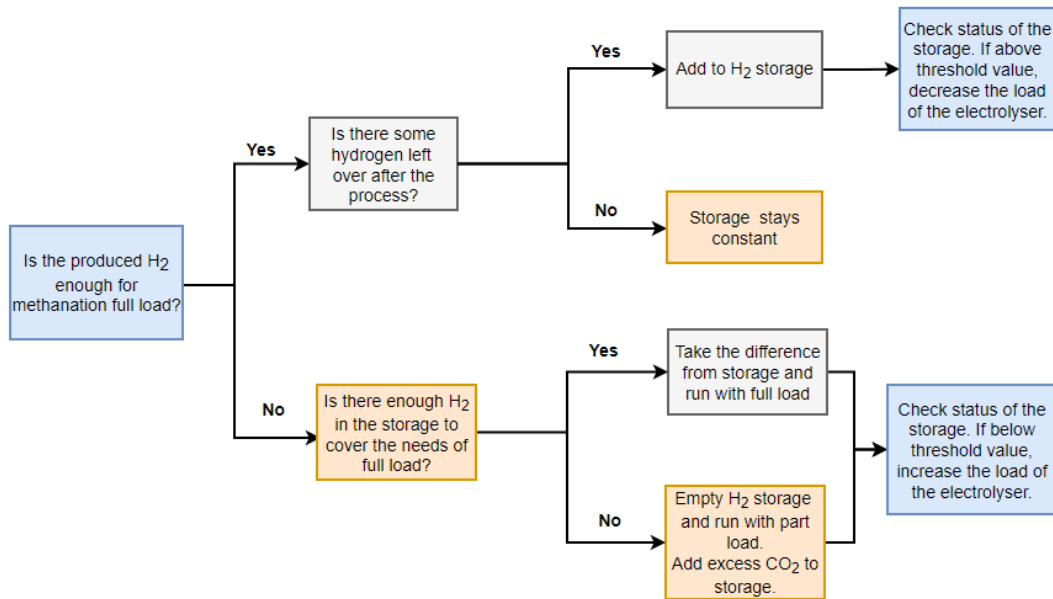 Is the produced H2
enough for
methanation full load?
Yes
Is there some
hydrogen left
over after the
process?
Yes
Add to H2 storage
Check status of the
storage. If above
threshold value,
decrease the load
of the electrolyser.
No
Storage  stays
constant
No
Is there enough H2
in the storage to
cover the needs of
full load?
Yes
Take the difference
from storage and
run with full load
No
Empty H2 storage
and run with part
load.
Add excess CO2 to
storage.
Check status of the
storage. If below
threshold value,
increase the load of
the electrolyser.